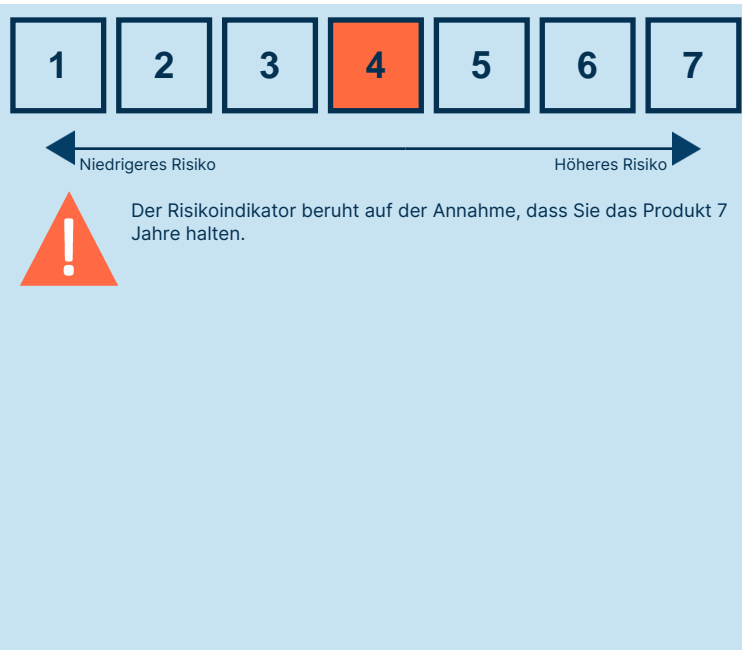 1 2 3 4 5 6 7
Niedrigeres Risiko Höheres Risiko
Der Risikoindikator beruht auf der Annahme, dass Sie das Produkt 7
Jahre halten.